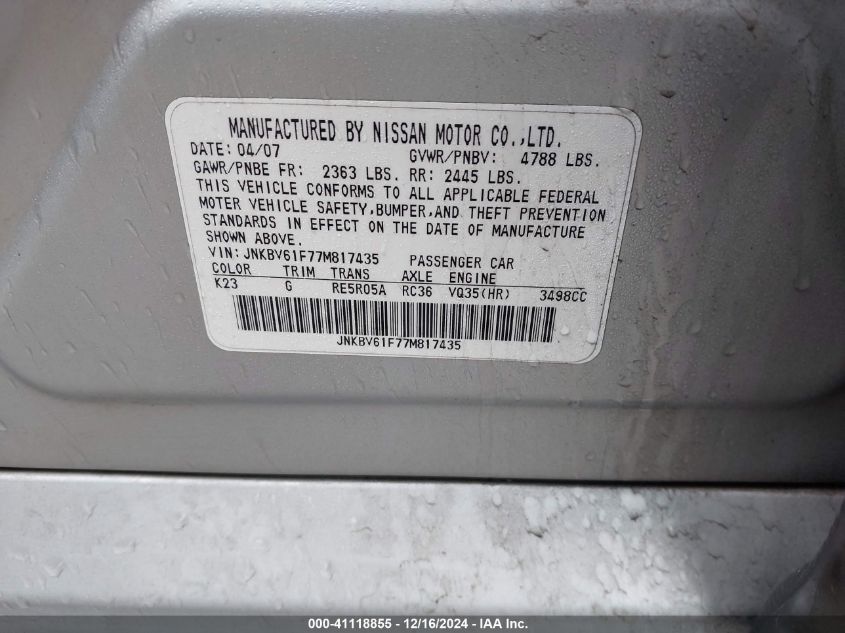 MANUFACTURED BY NISSAN MOTOR CO.,LTD.
DATE: 04/07 GVWR/PNBV: 4788 LBS.
GAWR/PNBE FR: 2363 LBS. RR: 2445 LBS.
THIS VEHICLE CONFORMS TO ALL APPLICABLE FEDERAL
MOTER VEHICLE SAFETY,BUMPER,AND THEFT PREVENTION
STANDARDS IN EFFECT ON THE DATE OF MANUFACTURE
SHOWN ABOVE.
VIN: JNKBV61F77M817435 PASSENGER CAR
COLOR TRIM TRANS AXLE ENGINE
K23 G RE5R05A RC36 VQ35(HR) 3498CC
JNKBV61F77M817435
000-41118855 - 12/16/2024 - IAA Inc.